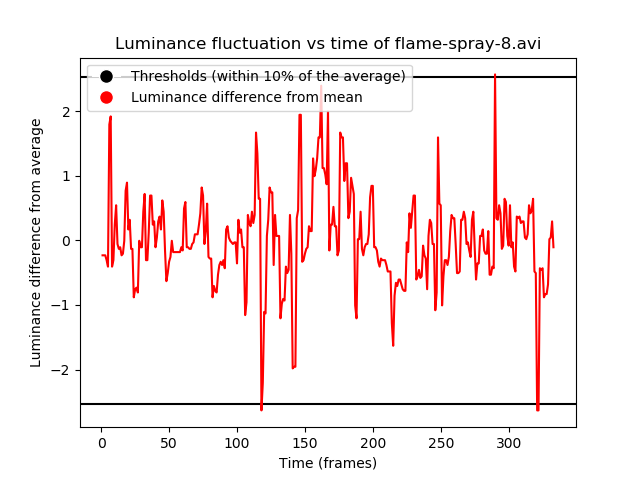 Luminance fluctuation vs time of flame-spray-8.avi
Thresholds (within 10% of the average)
Luminance difference from mean
Luminance difference from average
2
1
0
−1
−2
0 50 100 150 200 250 300
Time (frames)